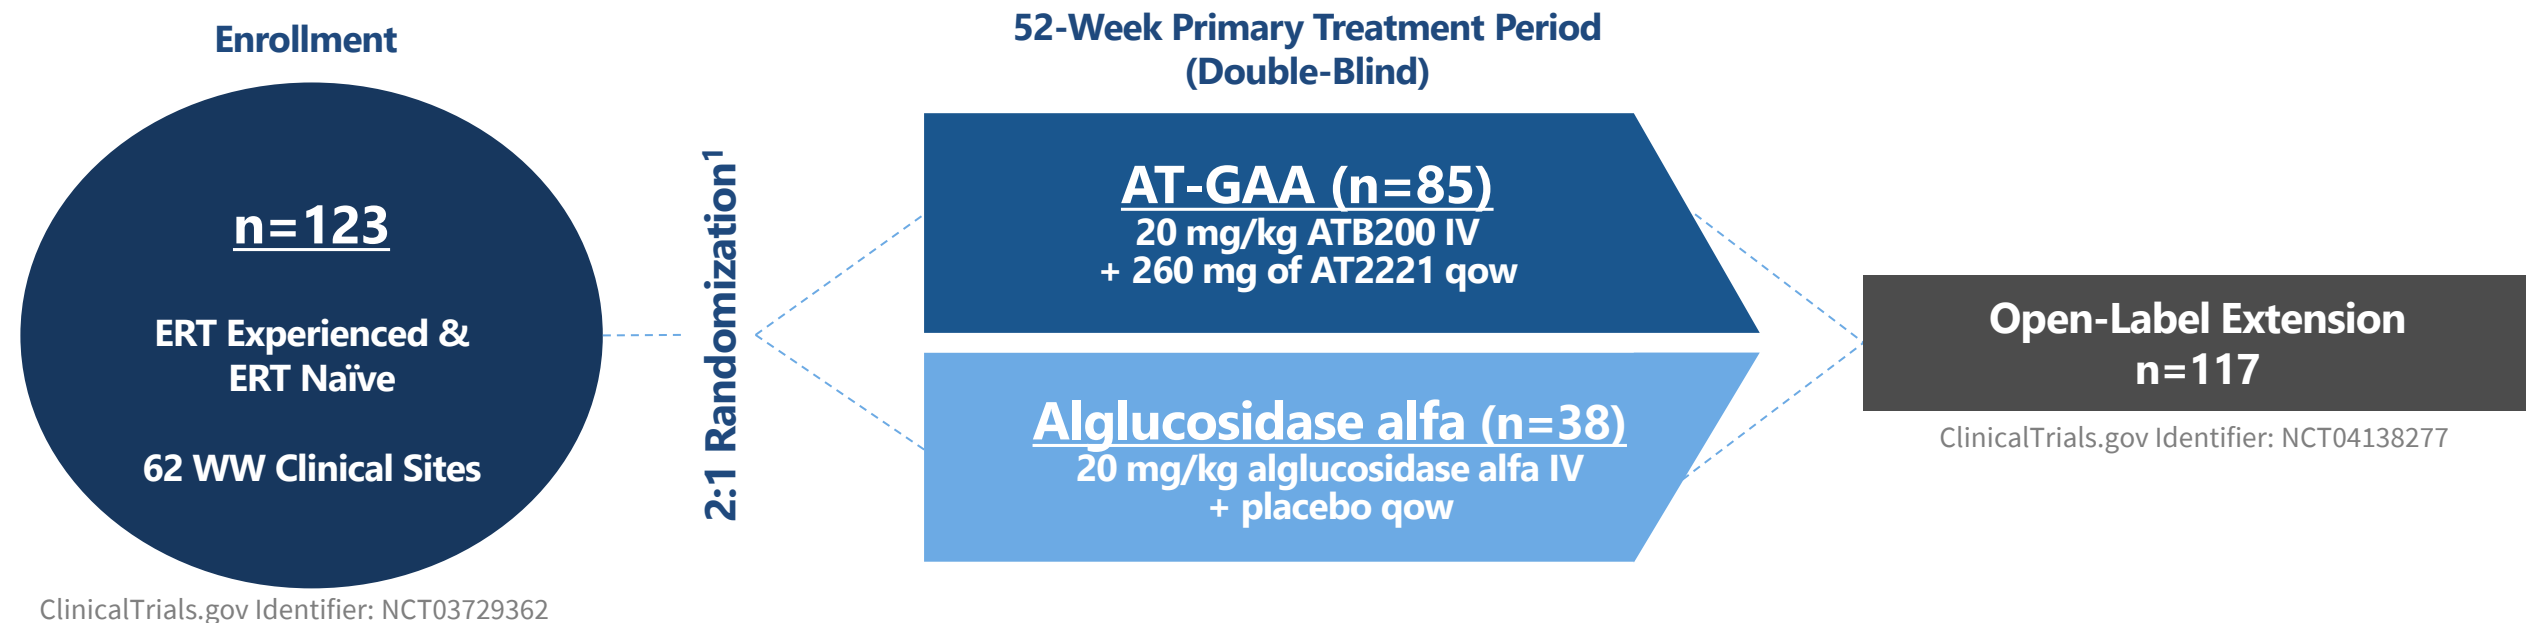 Enrollment
n=123
ERT Experienced &
ERT Naïve
62 WW Clinical Sites
ClinicalTrials.gov Identifier: NCT03729362
2:1 Randomization¹
52-Week Primary Treatment Period
(Double-Blind)
AT-GAA (n=85)
20 mg/kg ATB200 IV
+ 260 mg of AT2221 qow
Alglucosidase alfa (n=38)
20 mg/kg alglucosidase alfa IV
+ placebo qow
Open-Label Extension
n=117
ClinicalTrials.gov Identifier: NCT04138277